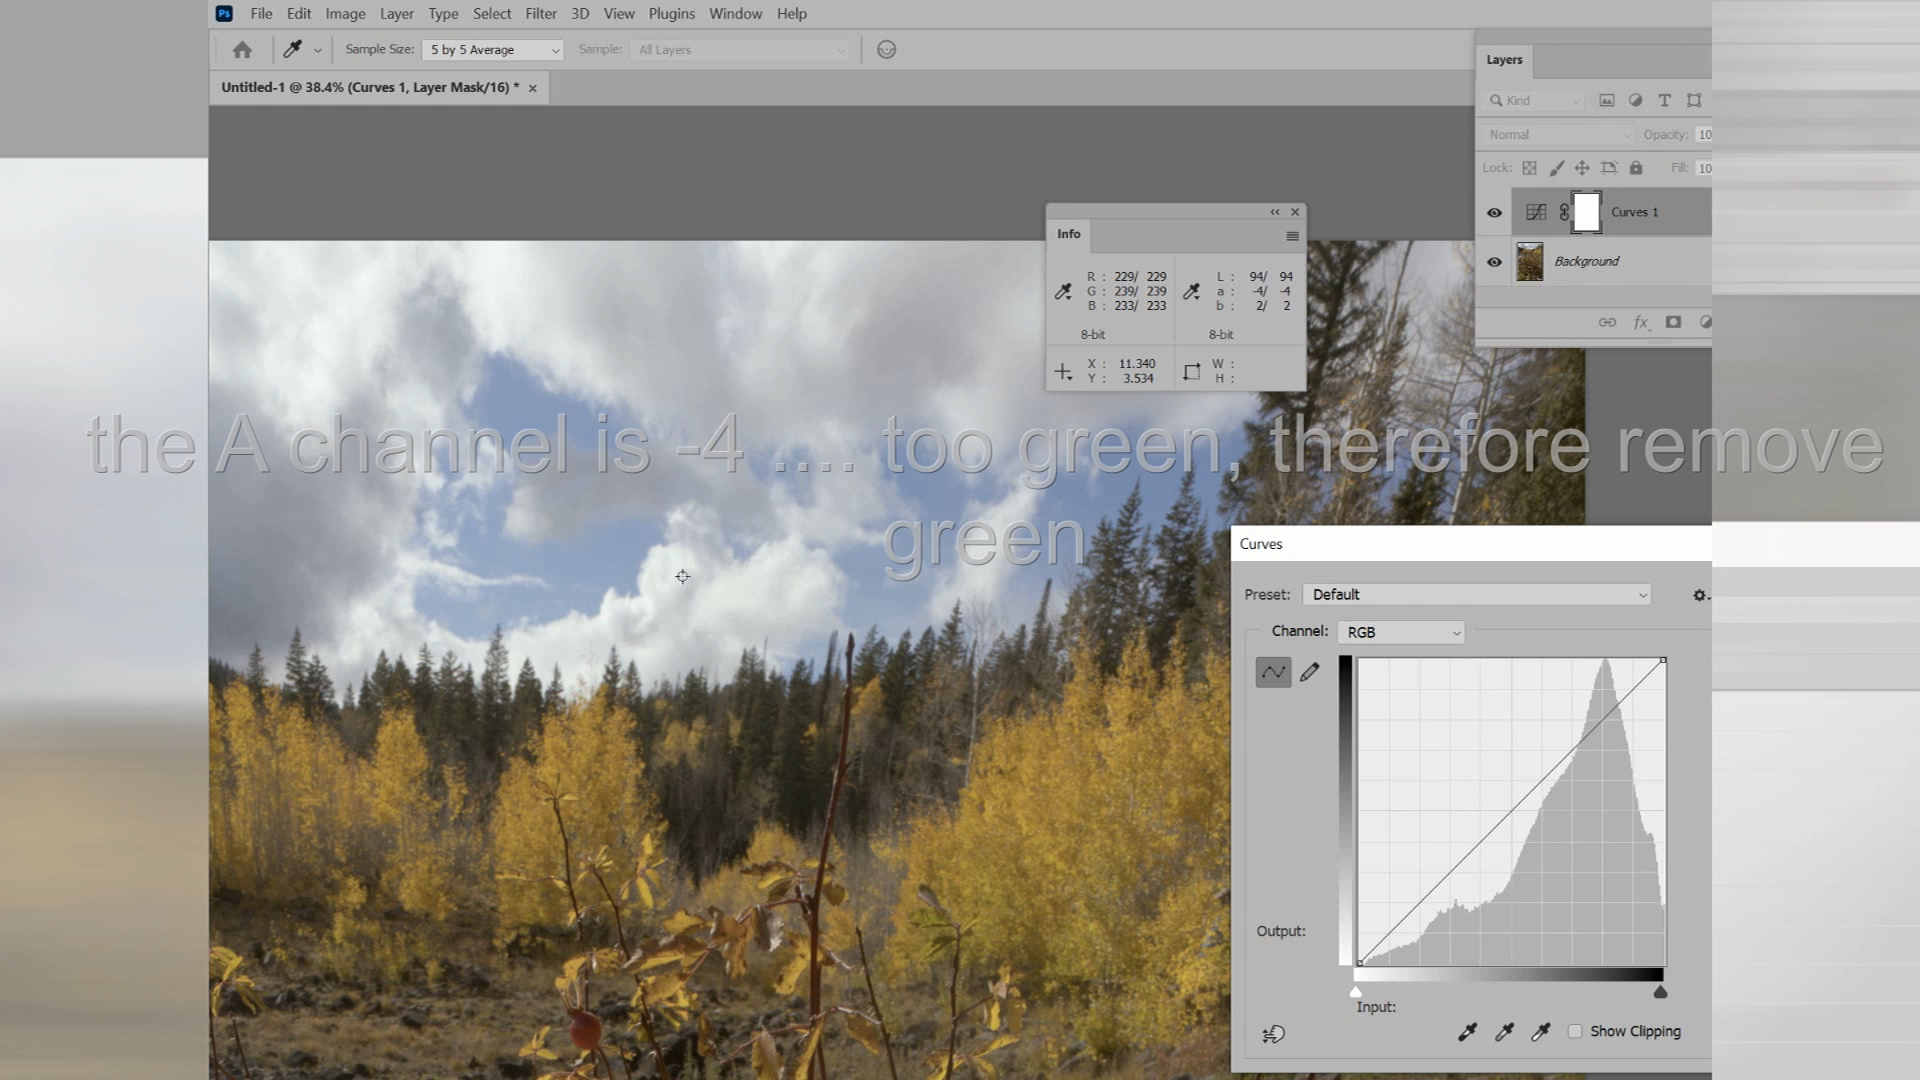 Ps File Edit Image Layer Type Select Filter 3D View Plugins Window Help
Sample Size: 5 by 5 Average Sample: All Layers
Untitled-1 @ 38.4% (Curves 1, Layer Mask/16) * ×
Layers
Kind
Normal Opacity: 10
Lock: Fill: 10
Curves 1
Background
fx
Info
R : 229/ 229 L : 94/ 94
G : 239/ 239 a : -4/ -4
B : 233/ 233 b : 2/ 2
8-bit 8-bit
X : 11.340 W :
Y : 3.534 H :
the A channel is -4 .... too green, therefore remove
green
Curves
Preset: Default
Channel: RGB
Output:
Input:
Show Clipping